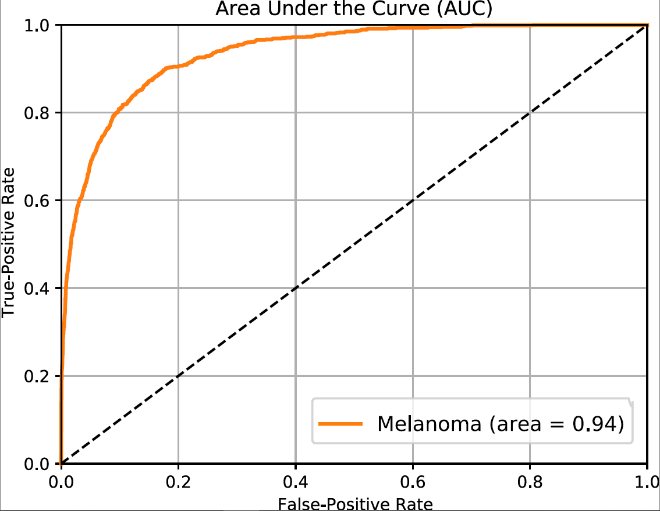 Area Under the Curve (AUC)
1.0
0.8
0.6
0.4
0.2
0.0
True-Positive Rate
Melanoma (area = 0.94)
0.0 0.2 0.4 0.6 0.8 1.0
False-Positive Rate